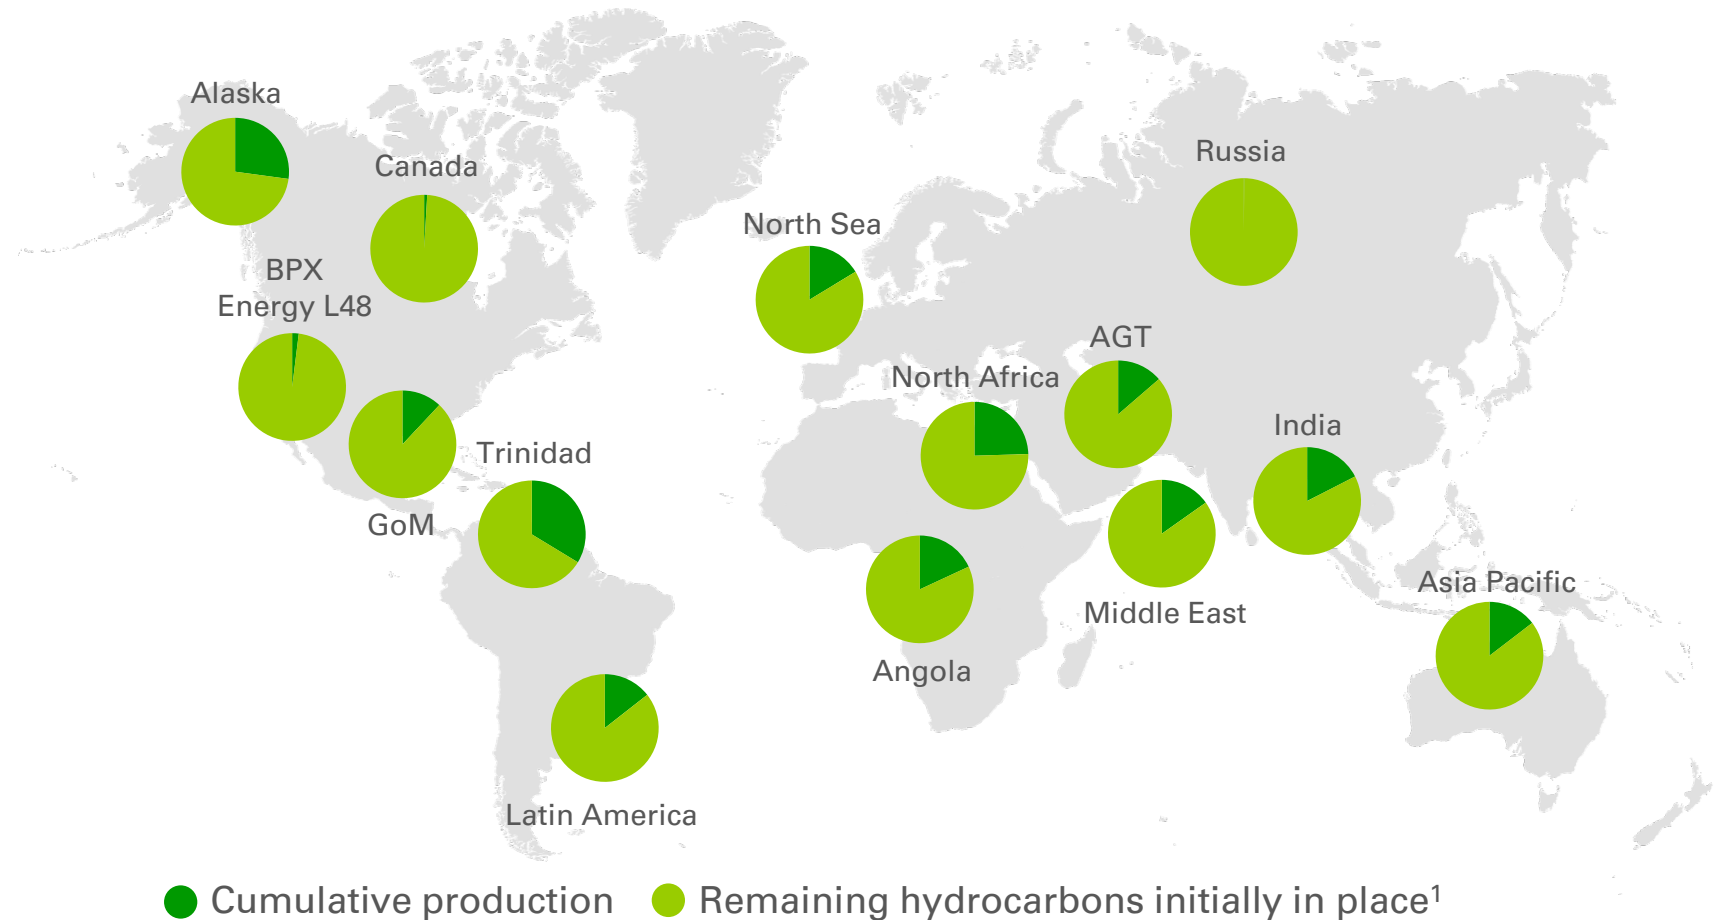 Alaska
Canada
Russia
North Sea
BPX
Energy L48
AGT
North Africa
India
Trinidad
GoM
Asia Pacific
Middle East
Angola
Latin America
Cumulative production
Remaining hydrocarbons initially in place¹